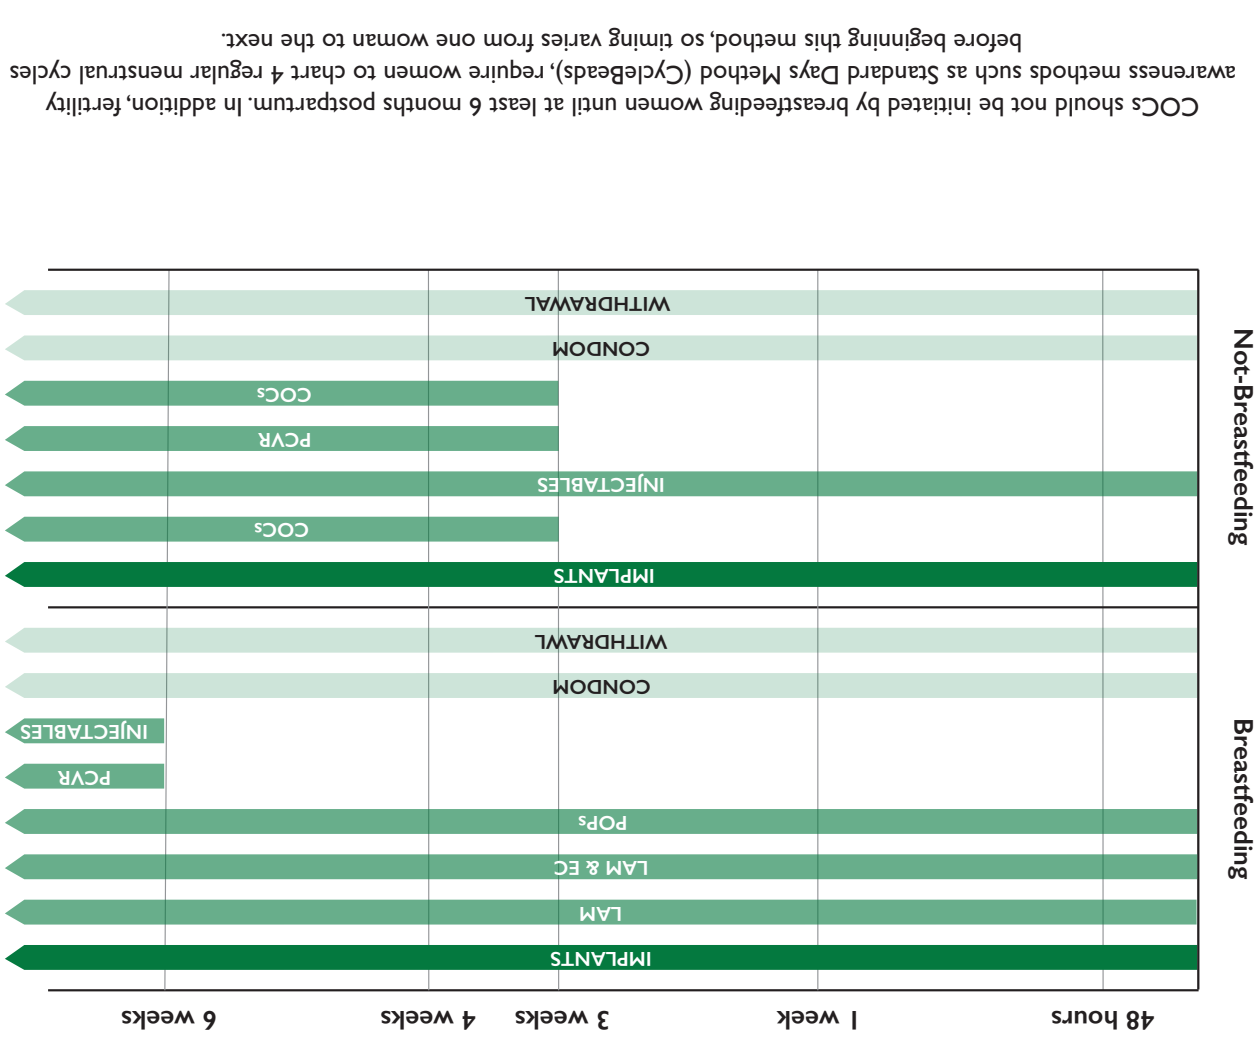 48 hours
1 week
3 weeks
4 weeks
6 weeks
Breastfeeding
IMPLANTS
LAM
LAM & EC
POPs
PCVR
INJECTABLES
CONDOM
WITHDRAWL
Not-Breastfeeding
IMPLANTS
COCs
INJECTABLES
PCVR
COCs
CONDOM
WITHDRAWAL
COCs should not be initiated by breastfeeding women until at least 6 months postpartum. In addition, fertility
awareness methods such as Standard Days Method (CycleBeads), require women to chart 4 regular menstrual cycles
before beginning this method, so timing varies from one woman to the next.